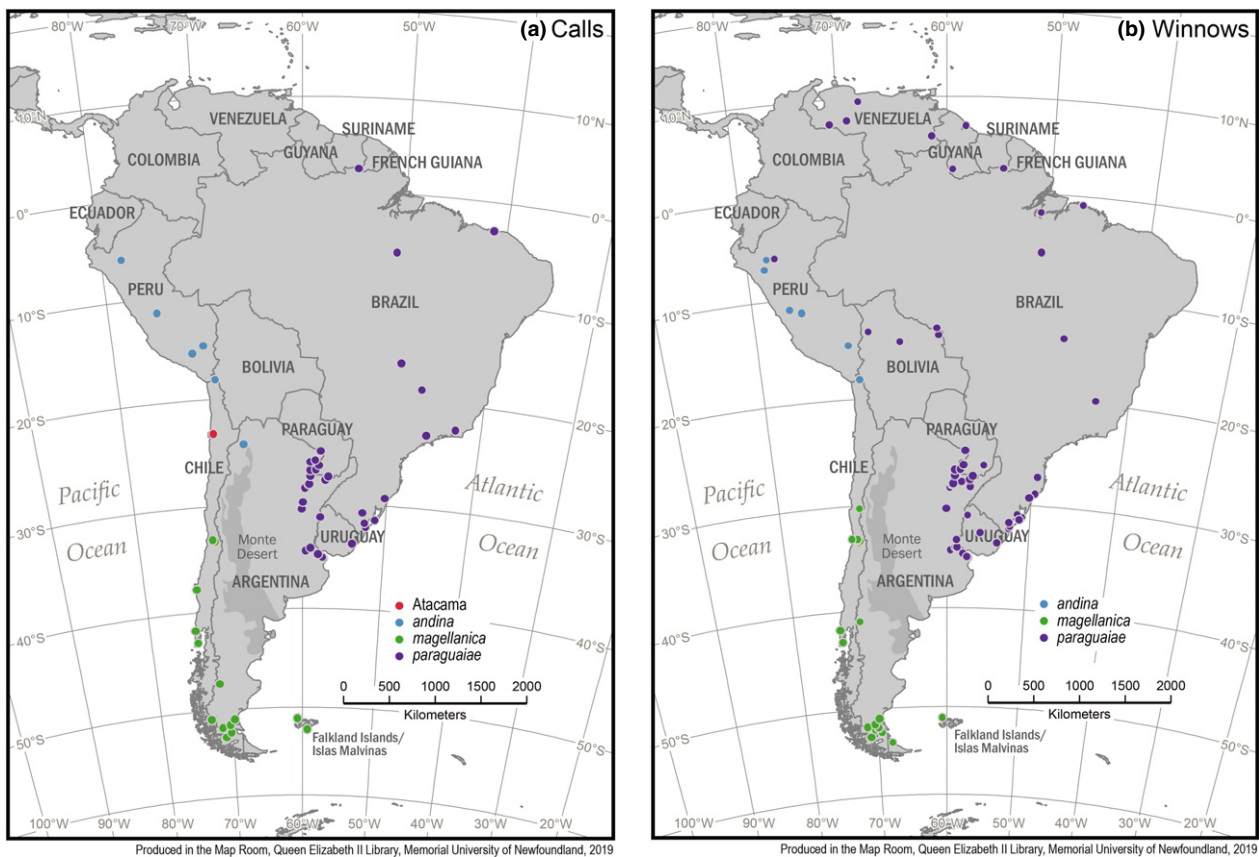 80°W
70°W
60°W
50°W
40°W
(a) Calls
10°N
10°N
VENEZUELA
SURINAME
GUYANA
FRENCH GUIANA
COLOMBIA
0°
0°
ECUADOR
PERU
BRAZIL
10°S
10°S
BOLIVIA
20°S
20°S
PARAGUAY
CHILE
Pacific
Ocean
Atlantic
Ocean
30°S
30°S
URUGUAY
Monte
Desert
ARGENTINA
Atacama
andina
magellanica
paraguaiae
40°S
40°S
0 500 1000 1500 2000
Kilometers
Falkland Islands/
Islas Malvinas
50°S
50°S
100°W
90°W
80°W
70°W
60°W
50°W
40°W
30°W
20°W
Produced in the Map Room, Queen Elizabeth II Library, Memorial University of Newfoundland, 2019
80°W
70°W
60°W
50°W
40°W
(b) Winnows
10°N
10°N
VENEZUELA
SURINAME
GUYANA
FRENCH GUIANA
COLOMBIA
0°
0°
ECUADOR
PERU
BRAZIL
10°S
10°S
BOLIVIA
20°S
20°S
PARAGUAY
CHILE
Pacific
Ocean
Atlantic
Ocean
30°S
30°S
URUGUAY
Monte
Desert
ARGENTINA
andina
magellanica
paraguaiae
40°S
40°S
0 500 1000 1500 2000
Kilometers
Falkland Islands/
Islas Malvinas
50°S
50°S
100°W
90°W
80°W
70°W
60°W
50°W
40°W
30°W
20°W
Produced in the Map Room, Queen Elizabeth II Library, Memorial University of Newfoundland, 2019